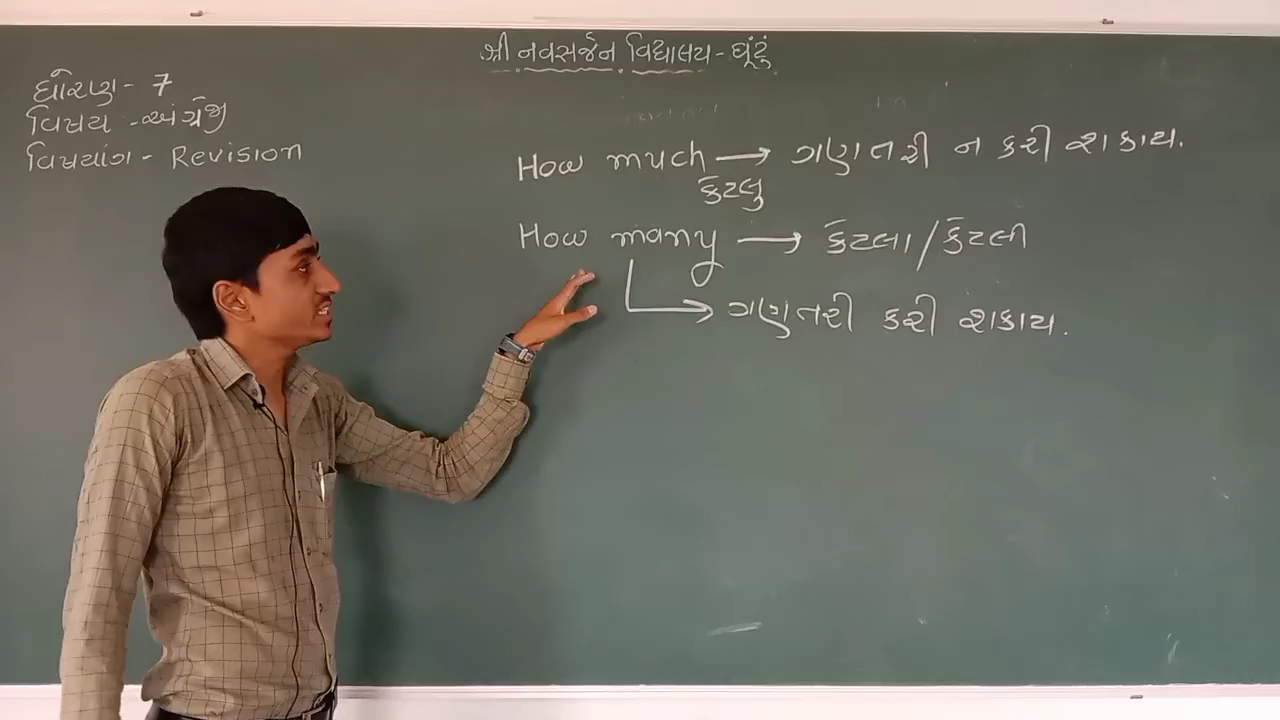 શ્રી નવસર્જન વિદ્યાલય - ઘૂંટું
ધોરણ - 7
વિષય - અંગ્રેજી
વિષયાંગ - Revision
How much → ગણતરી ન કરી શકાય.
કેટલુ
How many → કેટલા/કેટલી
→ ગણતરી કરી શકાય.